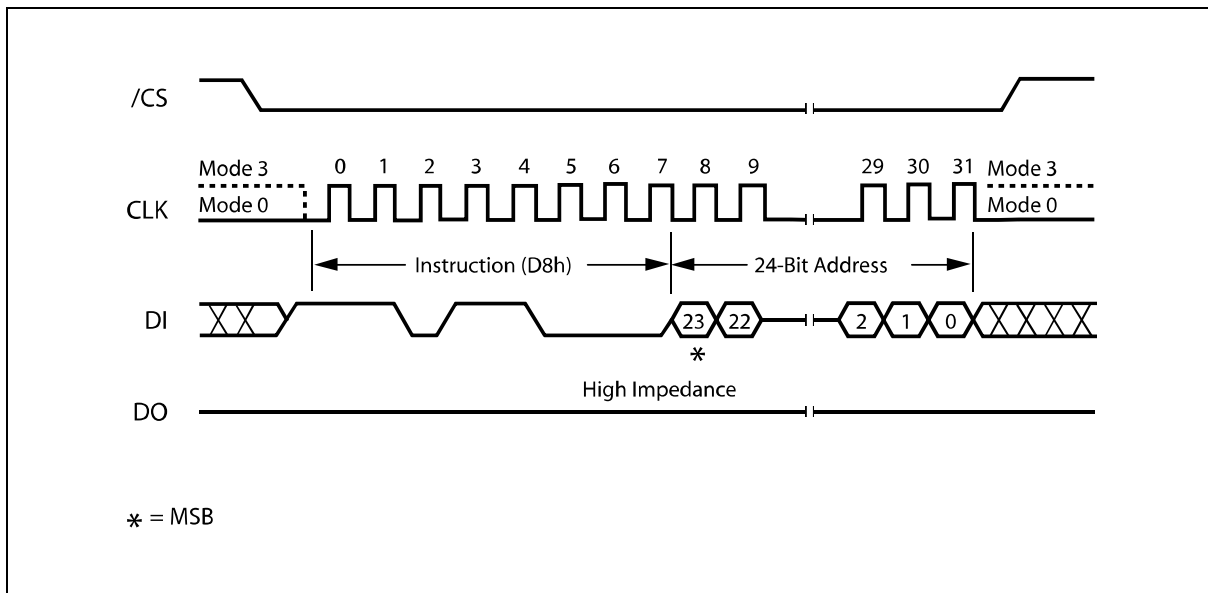 /CS
Mode 3 0 1 2 3 4 5 6 7 8 9 29 30 31 Mode 3
CLK Mode 0 Mode 0
Instruction (D8h) 24-Bit Address
DI 23 22 2 1 0
*
High Impedance
DO
* = MSB